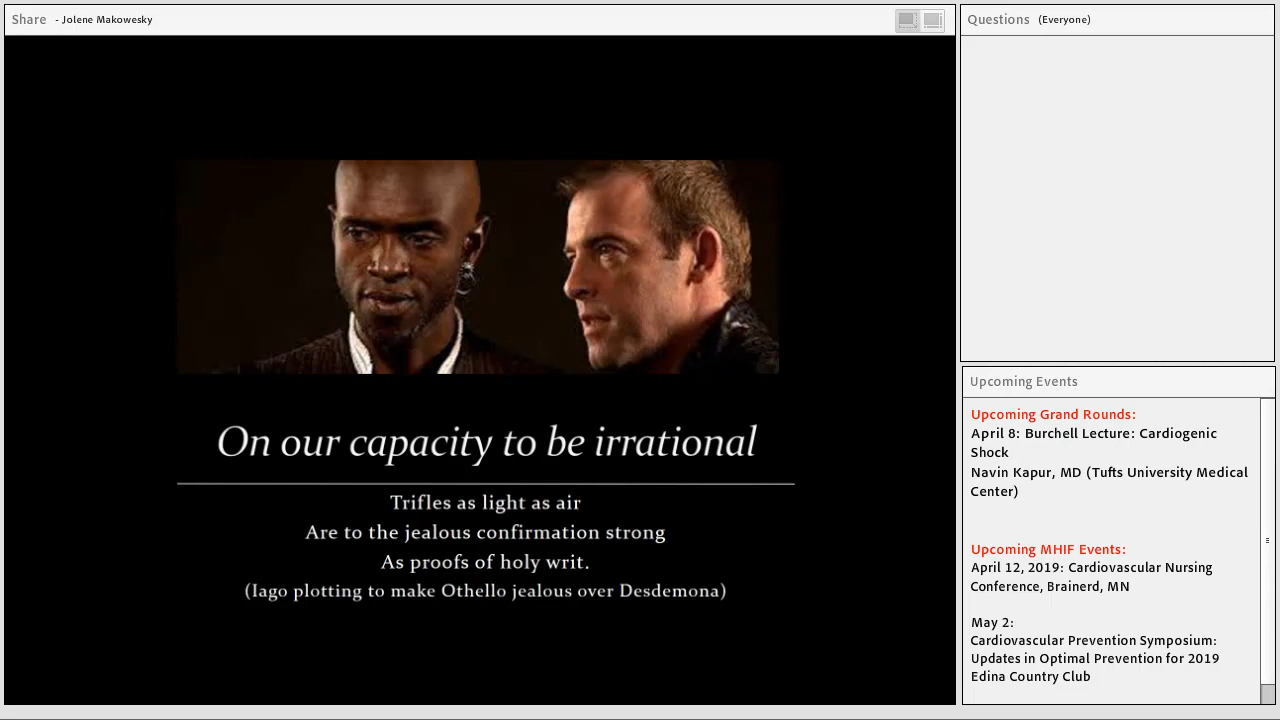 Share - Jolene Makowesky
On our capacity to be irrational
Trifles as light as air
Are to the jealous confirmation strong
As proofs of holy writ.
(Iago plotting to make Othello jealous over Desdemona)
Questions (Everyone)
Upcoming Events
Upcoming Grand Rounds:
April 8: Burchell Lecture: Cardiogenic
Shock
Navin Kapur, MD (Tufts University Medical
Center)
Upcoming MHIF Events:
April 12, 2019: Cardiovascular Nursing
Conference, Brainerd, MN
May 2:
Cardiovascular Prevention Symposium:
Updates in Optimal Prevention for 2019
Edina Country Club